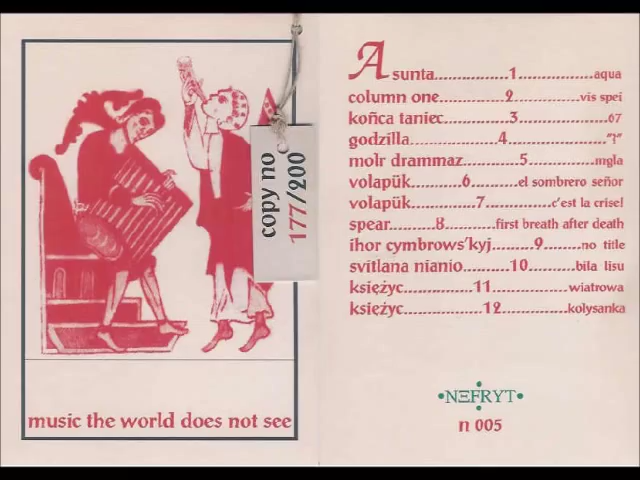 music the world does not see
copy no
177/200
Asunta..................1..........................aqua
column one.................2.................vis spei
końca taniec.................3......................67
godzilla.......................4........................"?"
molr drammaz..............5.................mgla
volapük.............6............el sombrero señor
volapük................7.................c'est la crise!
spear...........8.............first breath after death
ihor cymbrows'kyj..........9..........no title
svitlana nianio............10............bila lisu
księżyc..................11...................wiatrowa
księżyc....................12.................kolysanka
•NEFRYT•
n 005